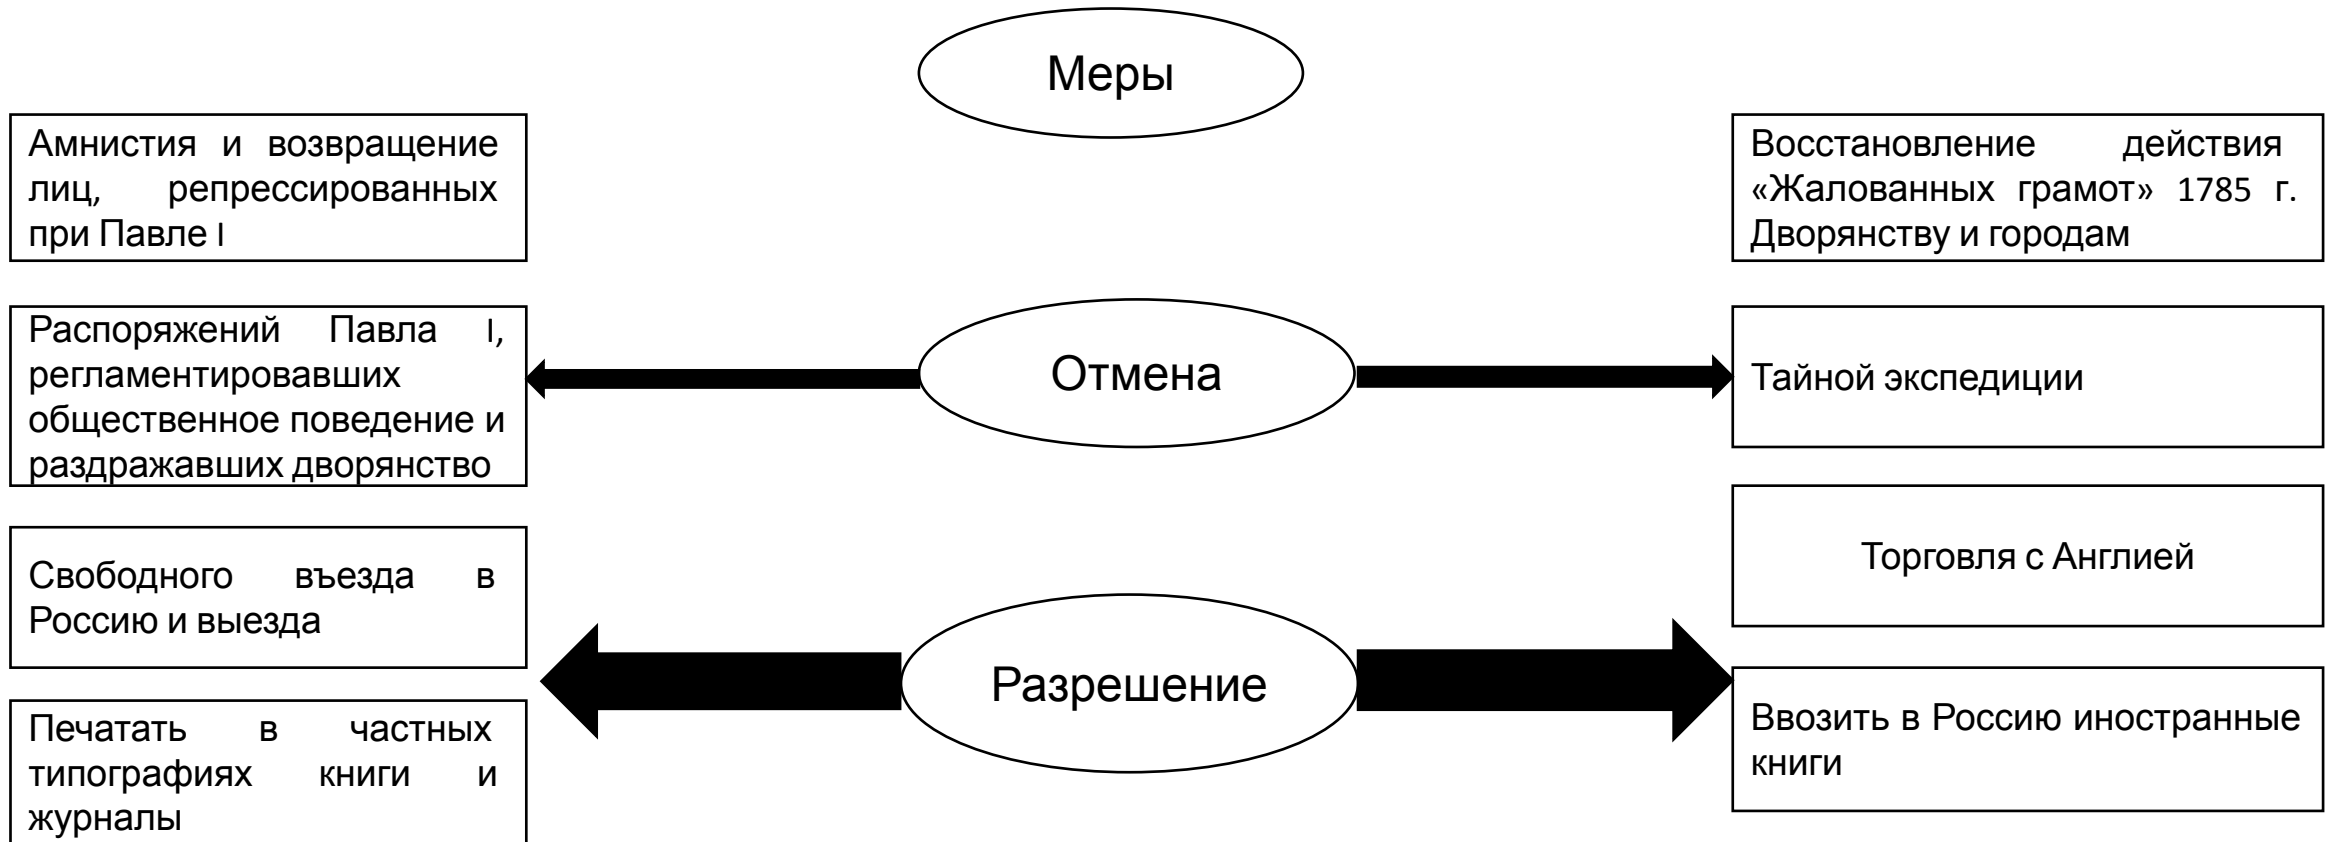 Меры
Амнистия и возвращение
лиц, репрессированных
при Павле I
Восстановление действия
«Жалованных грамот» 1785 г.
Дворянству и городам
Распоряжений Павла I,
регламентировавших
общественное поведение и
раздражавших дворянство
Отмена
Тайной экспедиции
Свободного въезда в
Россию и выезда
Торговля с Англией
Разрешение
Печатать в частных
типографиях книги и
журналы
Ввозить в Россию иностранные
книги